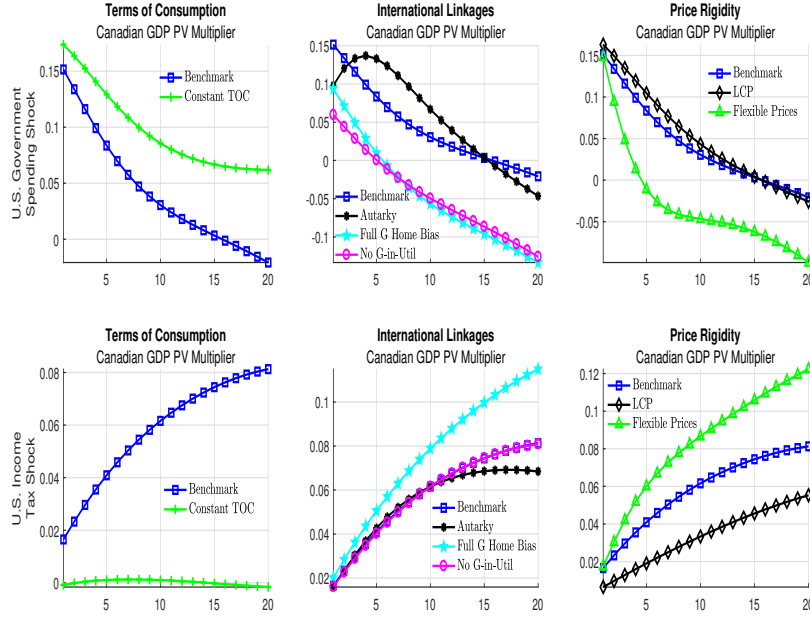 Terms of Consumption
Canadian GDP PV Multiplier
U.S. Government
Spending Shock
0.15
0.1
0.05
0
5
10
15
20
Benchmark
Constant TOC
International Linkages
Canadian GDP PV Multiplier
0.15
0.1
0.05
0
-0.05
-0.1
5
10
15
20
Benchmark
Autarky
Full G Home Bias
No G-in-Util
Price Rigidity
Canadian GDP PV Multiplier
0.15
0.1
0.05
0
-0.05
5
10
15
20
Benchmark
LCP
Flexible Prices
Terms of Consumption
Canadian GDP PV Multiplier
U.S. Income
Tax Shock
0.08
0.06
0.04
0.02
0
5
10
15
20
Benchmark
Constant TOC
International Linkages
Canadian GDP PV Multiplier
0.1
0.08
0.06
0.04
0.02
5
10
15
20
Benchmark
Autarky
Full G Home Bias
No G-in-Util
Price Rigidity
Canadian GDP PV Multiplier
0.12
0.1
0.08
0.06
0.04
0.02
5
10
15
20
Benchmark
LCP
Flexible Prices